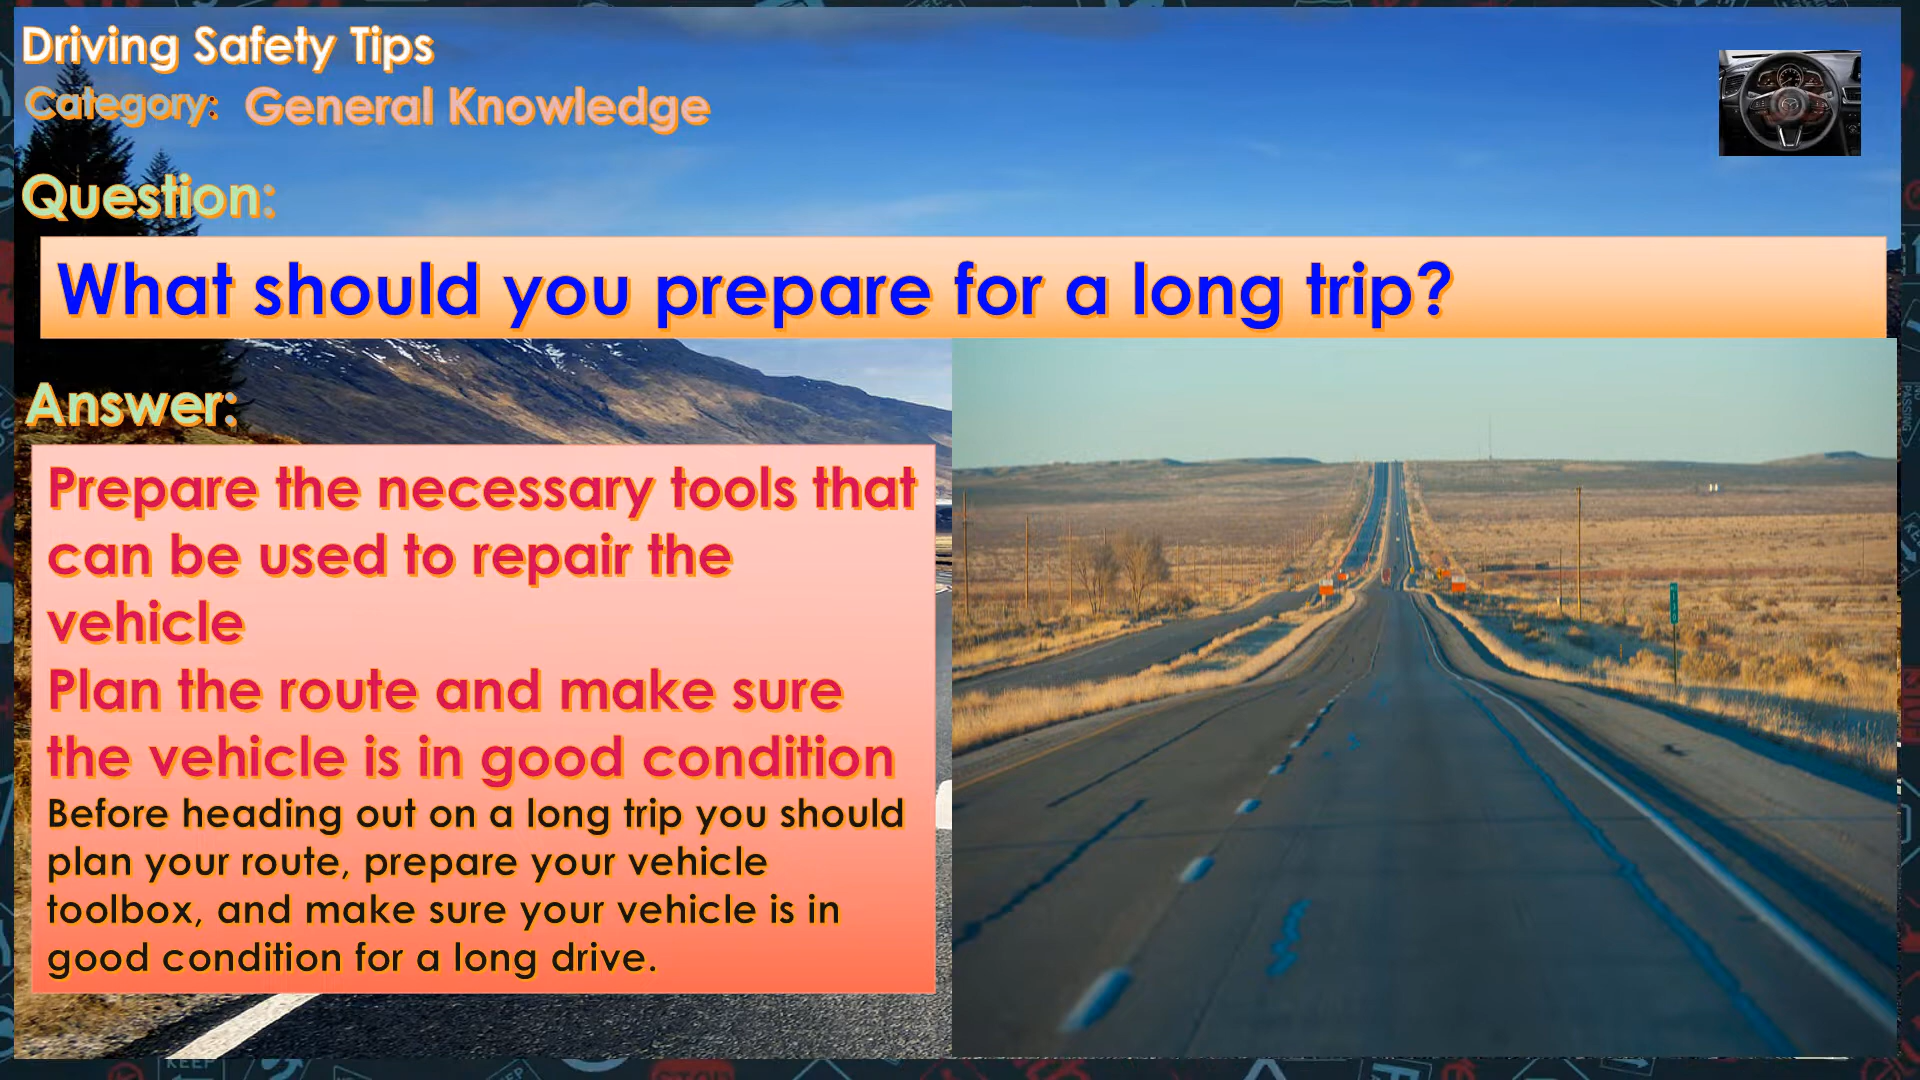 Driving Safety Tips
Category: General Knowledge
Question:
What should you prepare for a long trip?
Answer:
Prepare the necessary tools that
can be used to repair the
vehicle
Plan the route and make sure
the vehicle is in good condition
Before heading out on a long trip you should
plan your route, prepare your vehicle
toolbox, and make sure your vehicle is in
good condition for a long drive.
KEEP
STOP